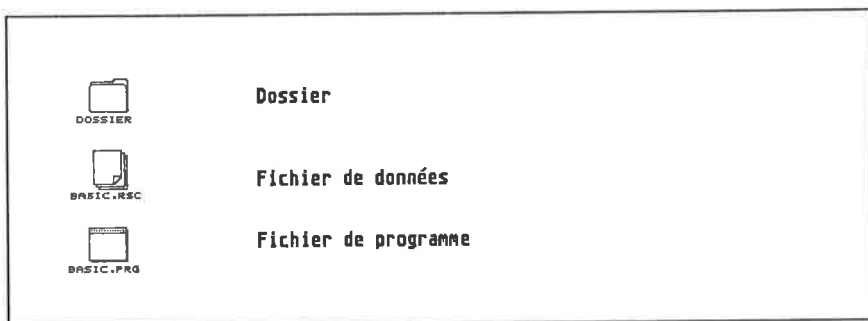 Dossier
DOSSIER
Fichier de données
BASIC.RSC
Fichier de programme
BASIC.PRG